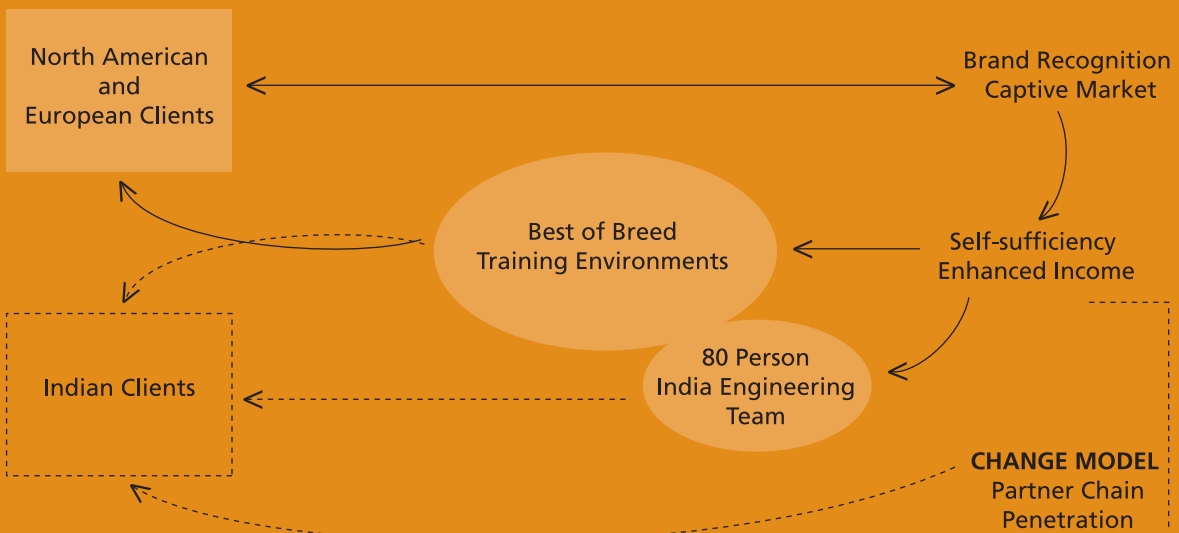 North American
and
European Clients
Brand Recognition
Captive Market
Best of Breed
Training Environments
Self-sufficiency
Enhanced Income
80 Person
India Engineering
Team
Indian Clients
CHANGE MODEL
Partner Chain
Penetration